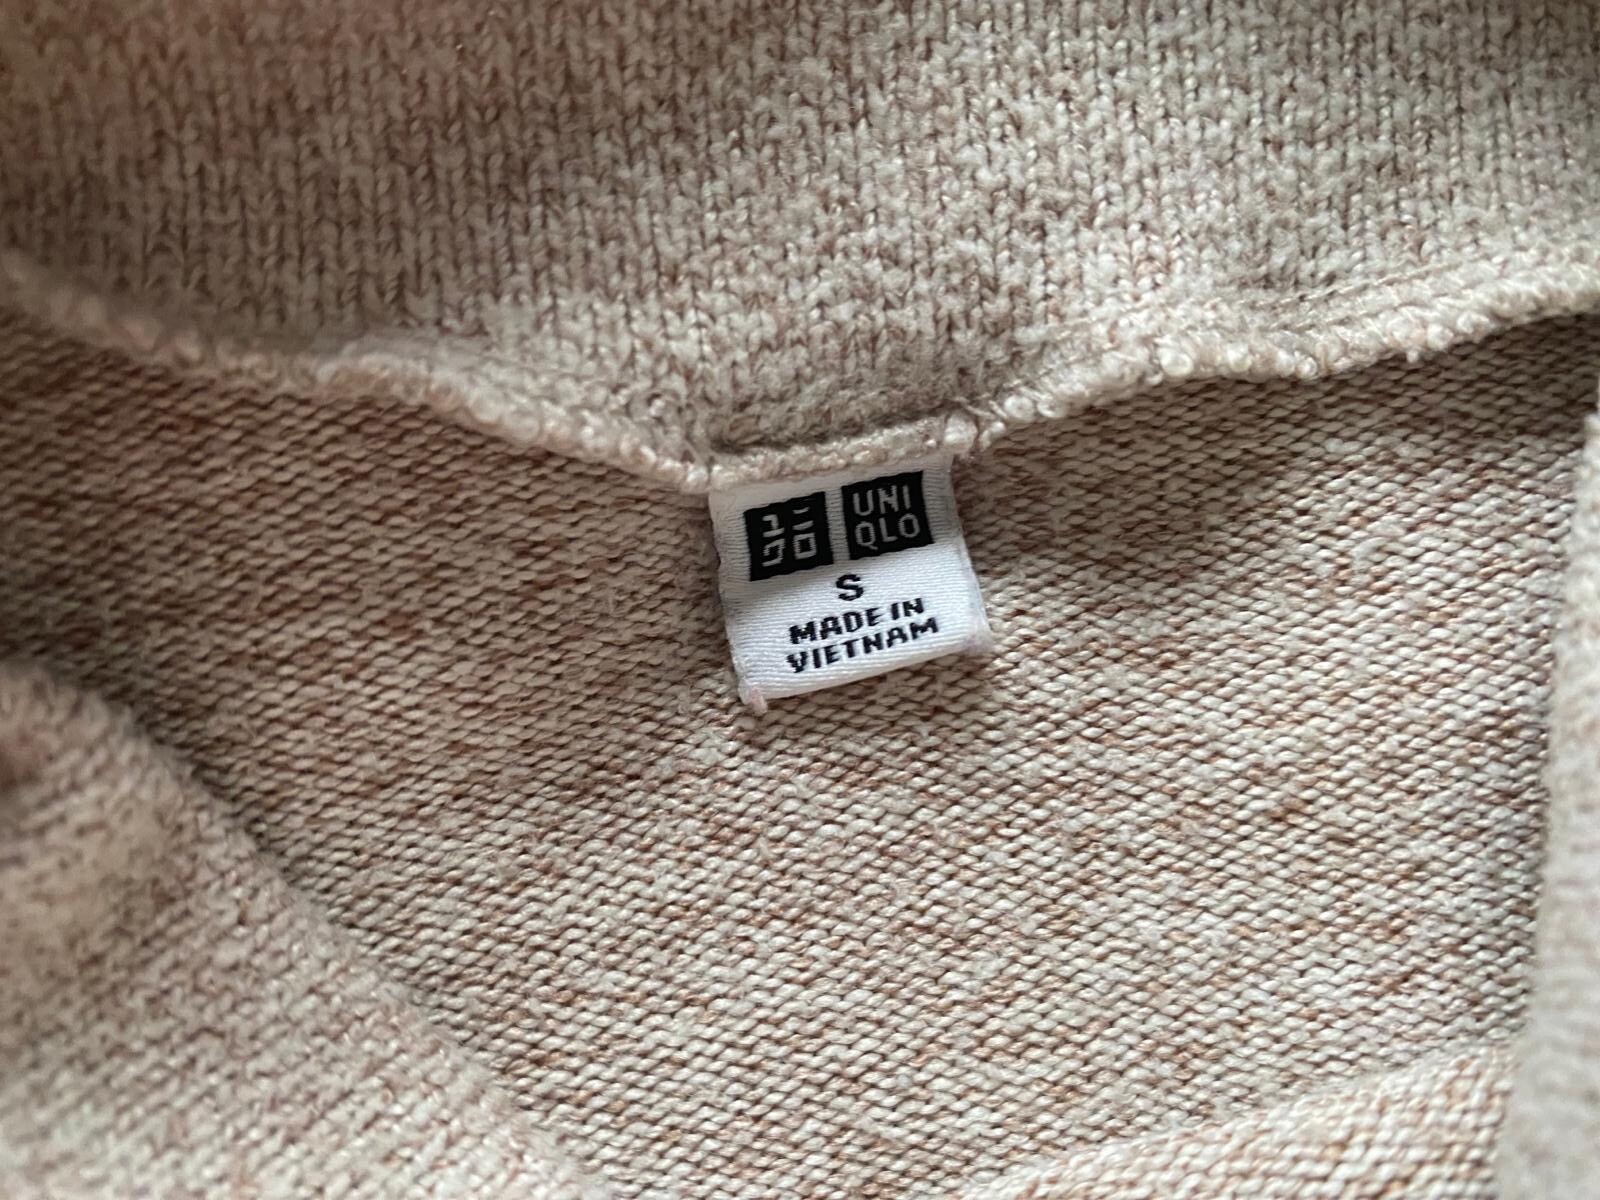 ユニ
クロ
UNI
QLO
S
MADE IN
VIETNAM